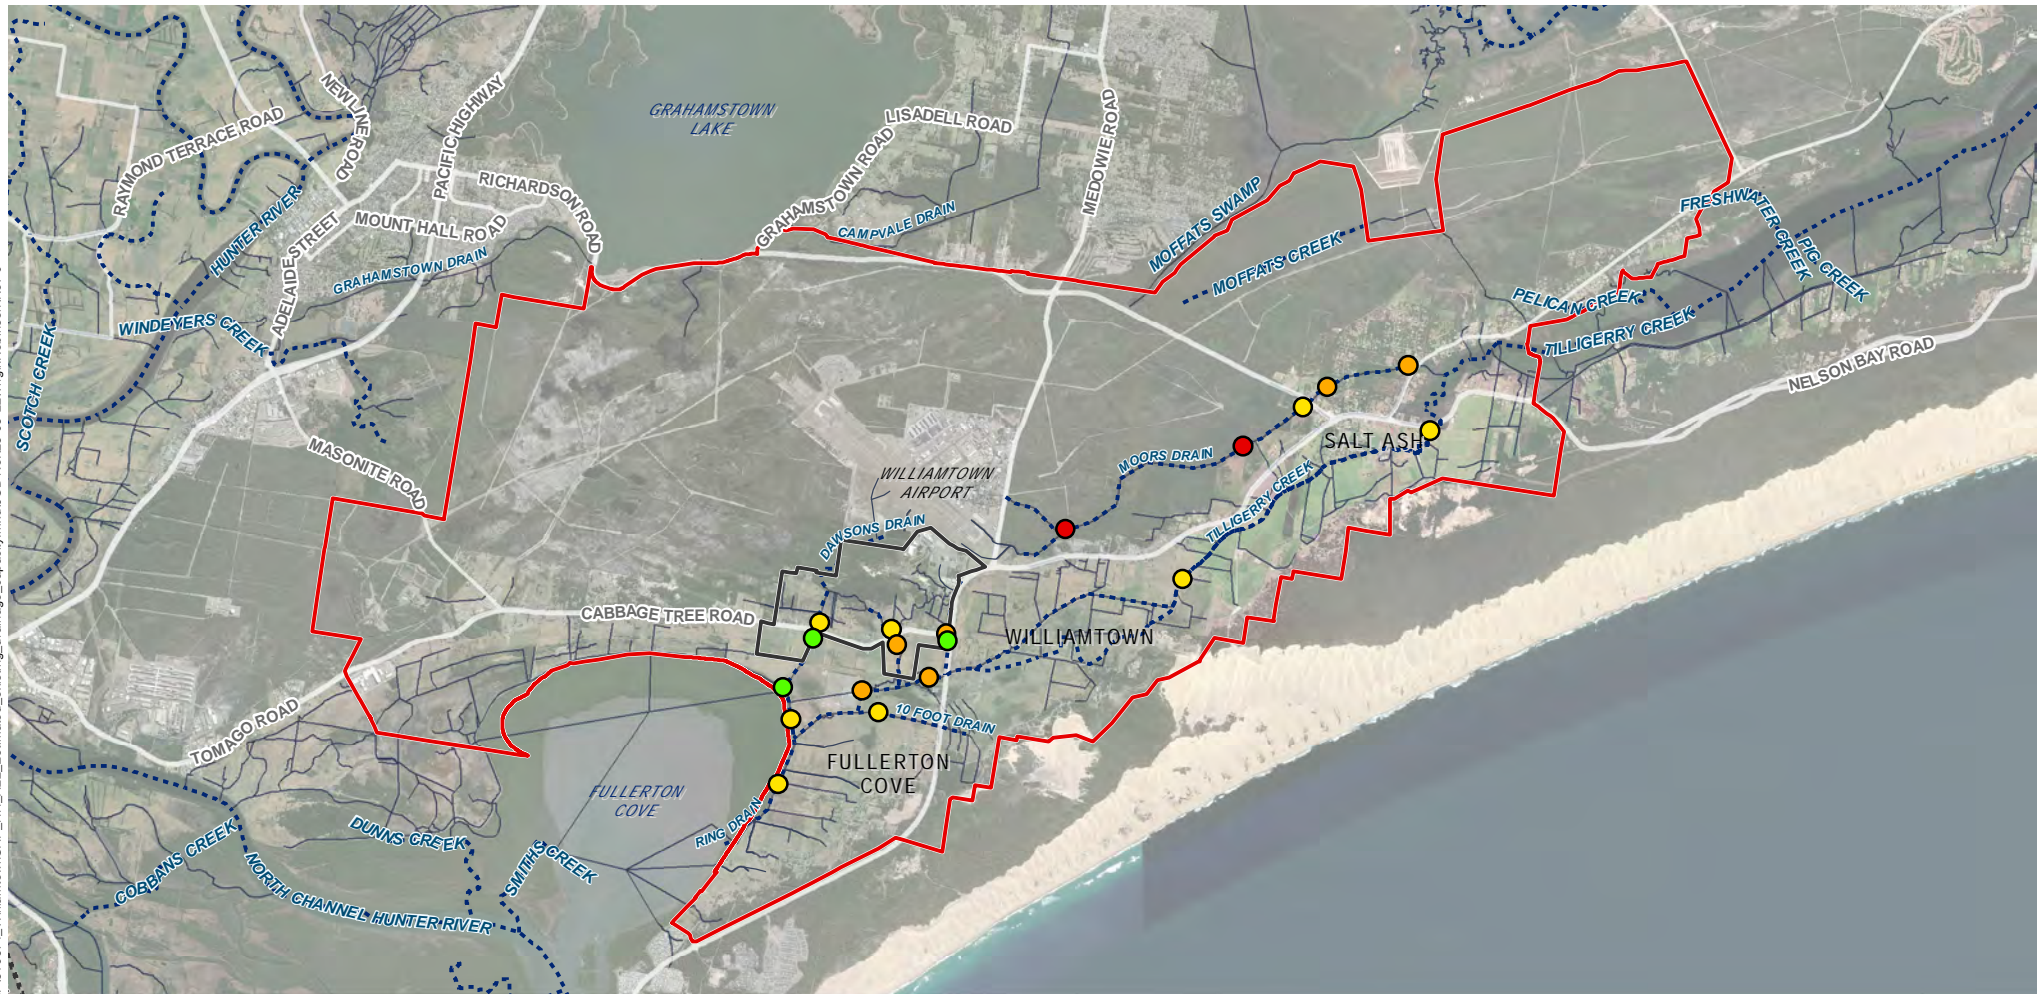 GRAHAMSTOWN
LAKE
NEWLINE ROAD
PACIFIC HIGHWAY
RAYMOND TERRACE ROAD
LISADELL ROAD
MEDOWIE ROAD
GRAHAMSTOWN ROAD
RICHARDSON ROAD
MOUNT HALL ROAD
ADELAIDE STREET
HUNTER RIVER
GRAHAMSTOWN DRAIN
CAMPVALE DRAIN
MOFFATS SWAMP
MOFFATS CREEK
FRESHWATER CREEK
PIG CREEK
PELICAN CREEK
TILLIGERRY CREEK
WINDEYERS CREEK
SCOTCH CREEK
NELSON BAY ROAD
MASONITE ROAD
SALT ASH
MOORS DRAIN
WILLIAMTOWN
AIRPORT
TILLIGERRY CREEK
DAWSONS DRAIN
CABBAGE TREE ROAD
WILLIAMTOWN
TOMAGO ROAD
10 FOOT DRAIN
FULLERTON
COVE
FULLERTON
COVE
RING DRAIN
DUNNS CREEK
SMITHS CREEK
COBBANS CREEK
NORTH CHANNEL HUNTER RIVER